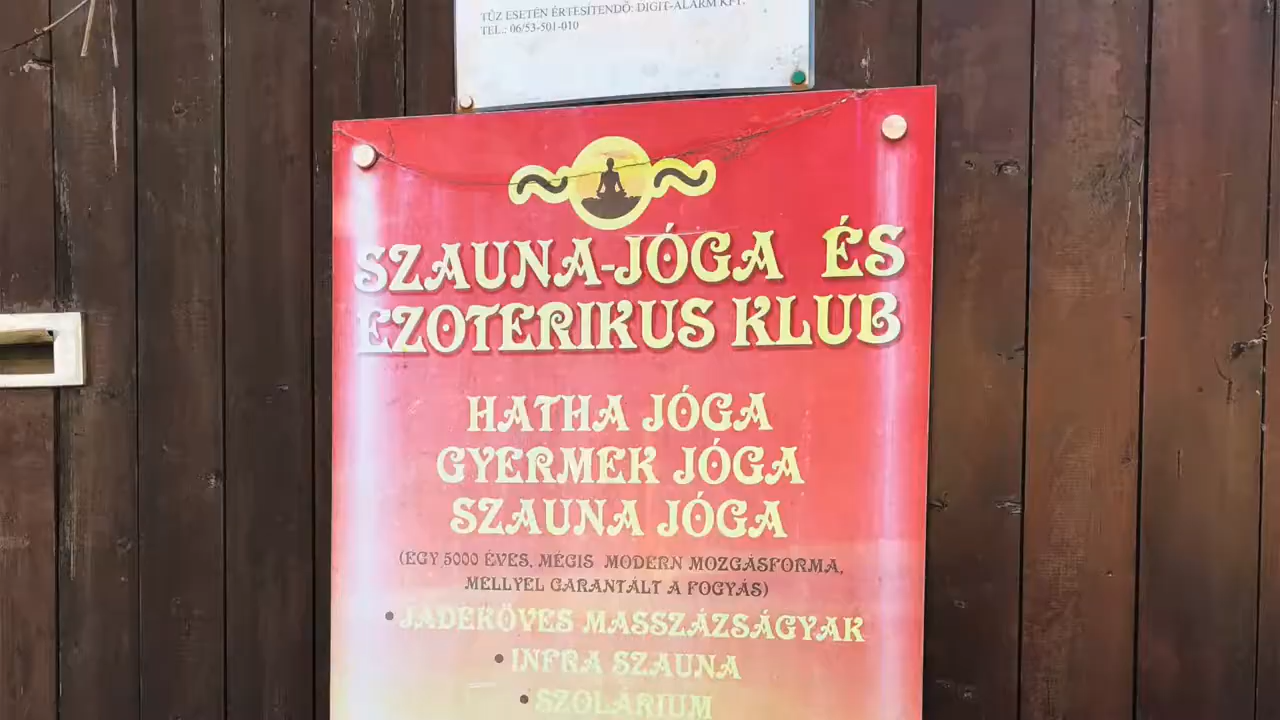 TŰZ ESETÉN ÉRTESÍTENDŐ: DIGIT-ALARM KFT.
TEL.: 06/53-501-010
SZAUNA-JÓGA ÉS
EZOTERIKUS KLUB
HATHA JÓGA
GYERMEK JÓGA
SZAUNA JÓGA
(EGY 5000 ÉVES, MÉGIS MODERN MOZGÁSFORMA,
MELLYEL GARANTÁLT A FOGYÁS)
• JADEKÖVES MASSZÁZSÁGYAK
• INFRA SZAUNA
• SZOLÁRIUM